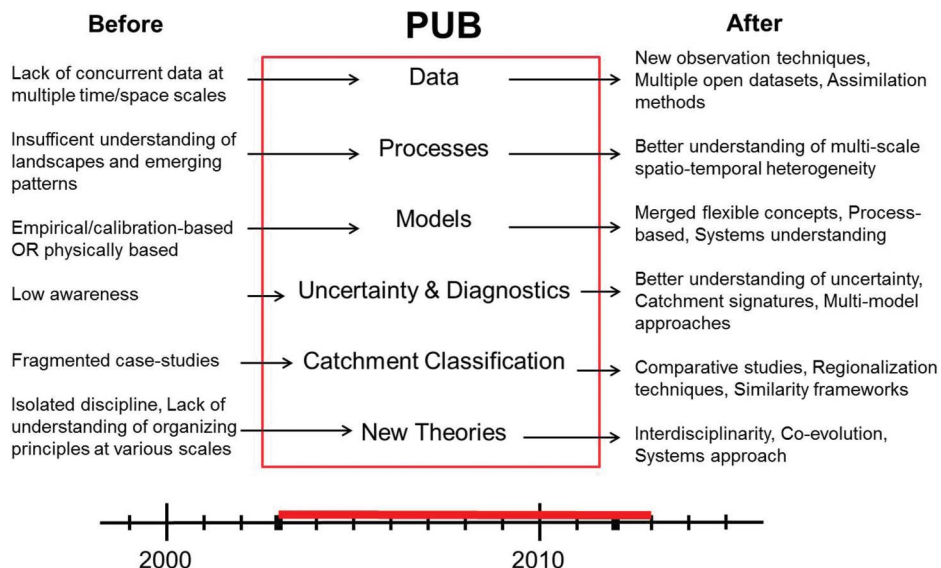 Before
PUB
After
Lack of concurrent data at
multiple time/space scales
Data
New observation techniques,
Multiple open datasets, Assimilation
methods
Insufficient understanding of
landscapes and emerging
patterns
Processes
Better understanding of multi-scale
spatio-temporal heterogeneity
Empirical/calibration-based
OR physically based
Models
Merged flexible concepts, Process-
based, Systems understanding
Low awareness
Uncertainty & Diagnostics
Better understanding of uncertainty,
Catchment signatures, Multi-model
approaches
Fragmented case-studies
Catchment Classification
Comparative studies, Regionalization
techniques, Similarity frameworks
Isolated discipline, Lack of
understanding of organizing
principles at various scales
New Theories
Interdisciplinarity, Co-evolution,
Systems approach
2000
2010